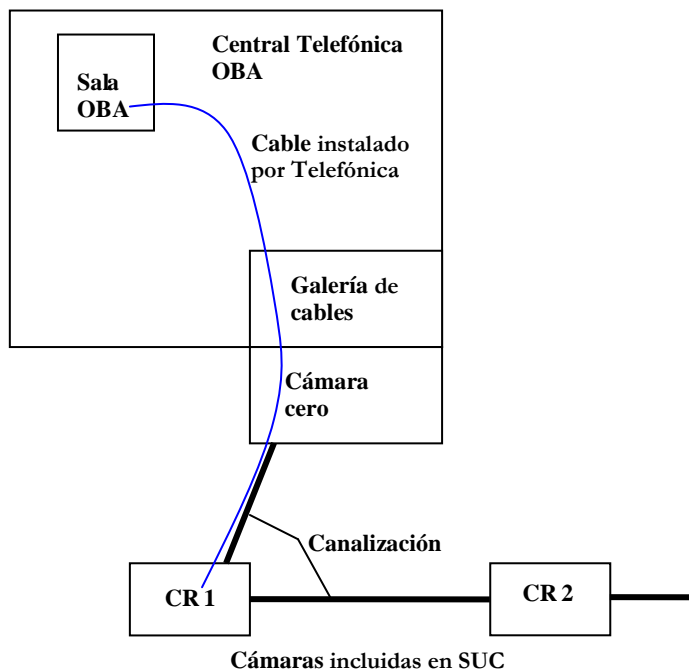 Central Telefónica
OBA
Sala
OBA
Cable instalado
por Telefónica
Galería de
cables
Cámara
cero
Canalización
CR 1
CR 2
Cámaras incluidas en SUC